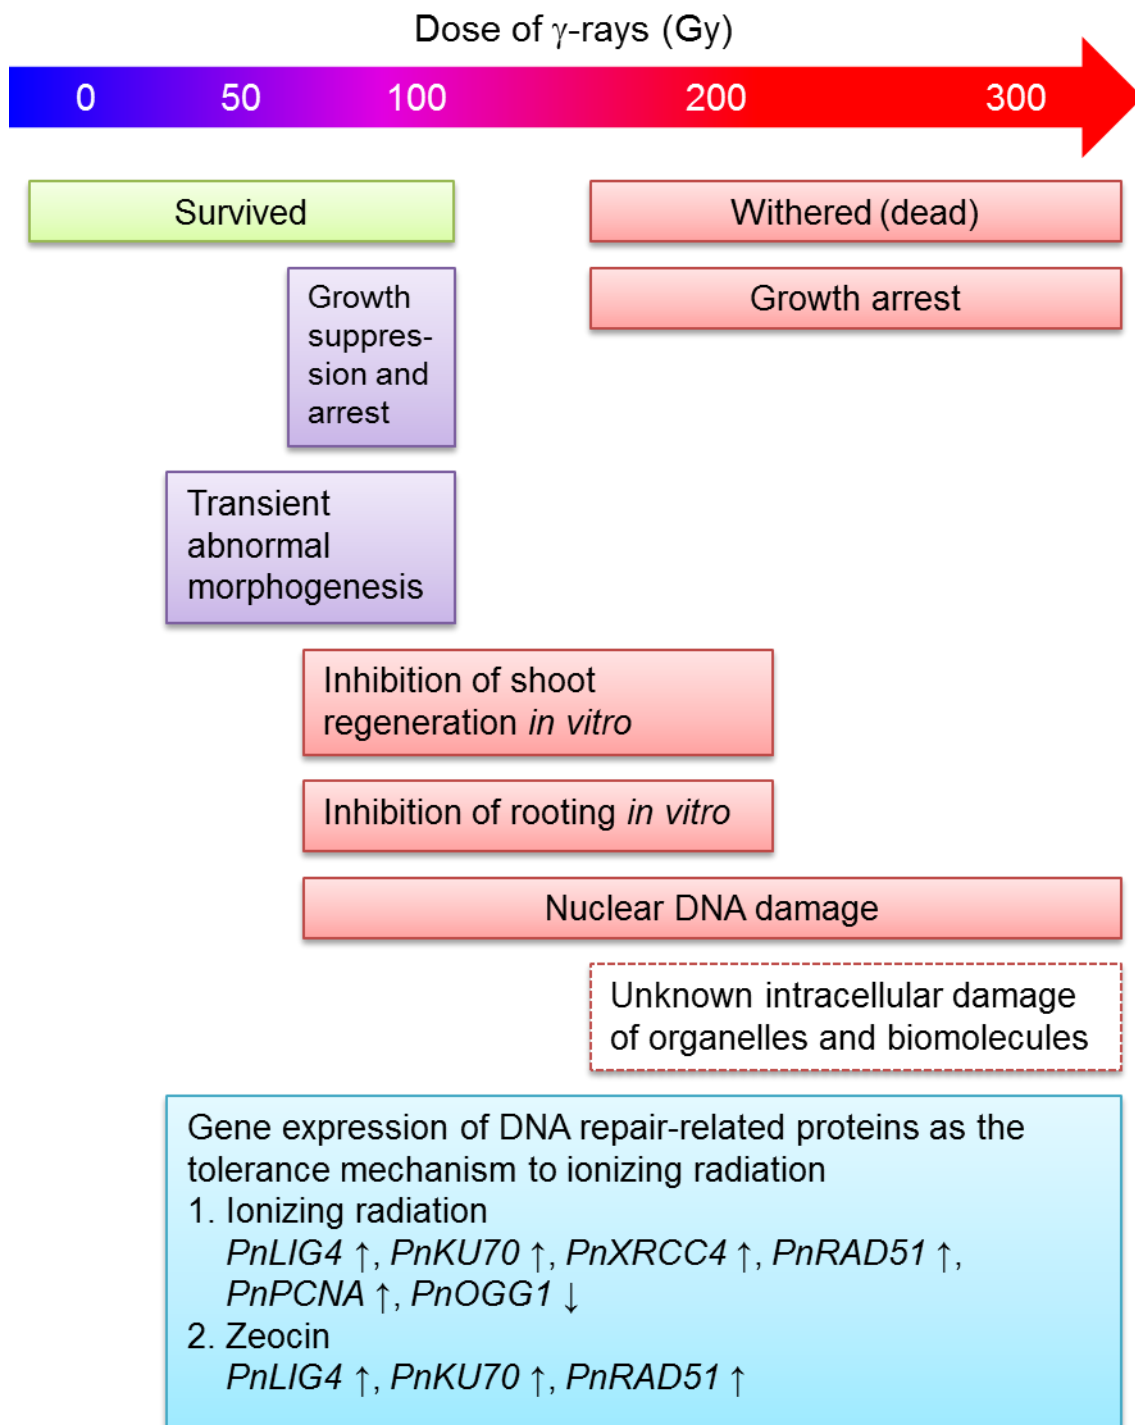 Dose of γ-rays (Gy)
0 50 100 200 300
Survived
Withered (dead)
Growth
suppres-
sion and
arrest
Growth arrest
Transient
abnormal
morphogenesis
Inhibition of shoot
regeneration in vitro
Inhibition of rooting in vitro
Nuclear DNA damage
Unknown intracellular damage
of organelles and biomolecules
Gene expression of DNA repair-related proteins as the
tolerance mechanism to ionizing radiation
1. Ionizing radiation
PnLIG4 ↑, PnKU70 ↑, PnXRCC4 ↑, PnRAD51 ↑,
PnPCNA ↑, PnOGG1 ↓
2. Zeocin
PnLIG4 ↑, PnKU70 ↑, PnRAD51 ↑